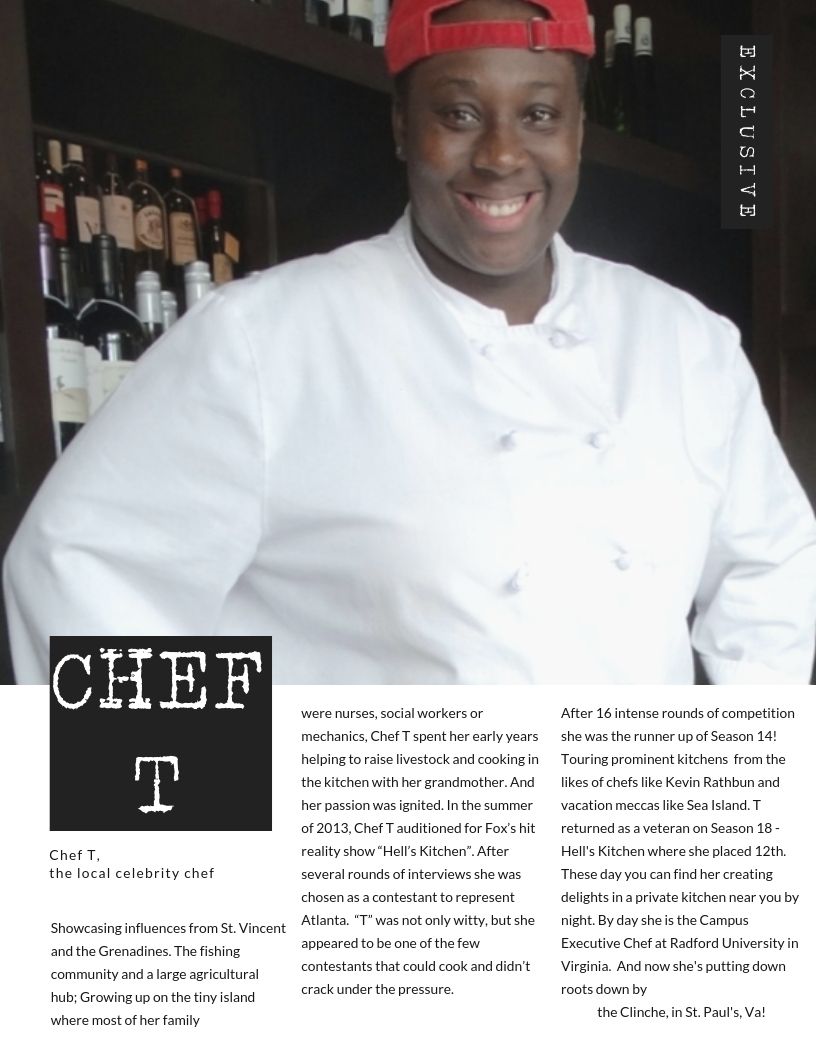 EXCLUSIVE
CHEF
T
Chef T,
the local celebrity chef
Showcasing influences from St. Vincent
and the Grenadines. The fishing
community and a large agricultural
hub; Growing up on the tiny island
where most of her family
were nurses, social workers or
mechanics, Chef T spent her early years
helping to raise livestock and cooking in
the kitchen with her grandmother. And
her passion was ignited. In the summer
of 2013, Chef T auditioned for Fox’s hit
reality show “Hell’s Kitchen”. After
several rounds of interviews she was
chosen as a contestant to represent
Atlanta. “T” was not only witty, but she
appeared to be one of the few
contestants that could cook and didn’t
crack under the pressure.
After 16 intense rounds of competition
she was the runner up of Season 14!
Touring prominent kitchens from the
likes of chefs like Kevin Rathbun and
vacation meccas like Sea Island. T
returned as a veteran on Season 18 -
Hell's Kitchen where she placed 12th.
These day you can find her creating
delights in a private kitchen near you by
night. By day she is the Campus
Executive Chef at Radford University in
Virginia. And now she's putting down
roots down by
the Clinche, in St. Paul's, Va!